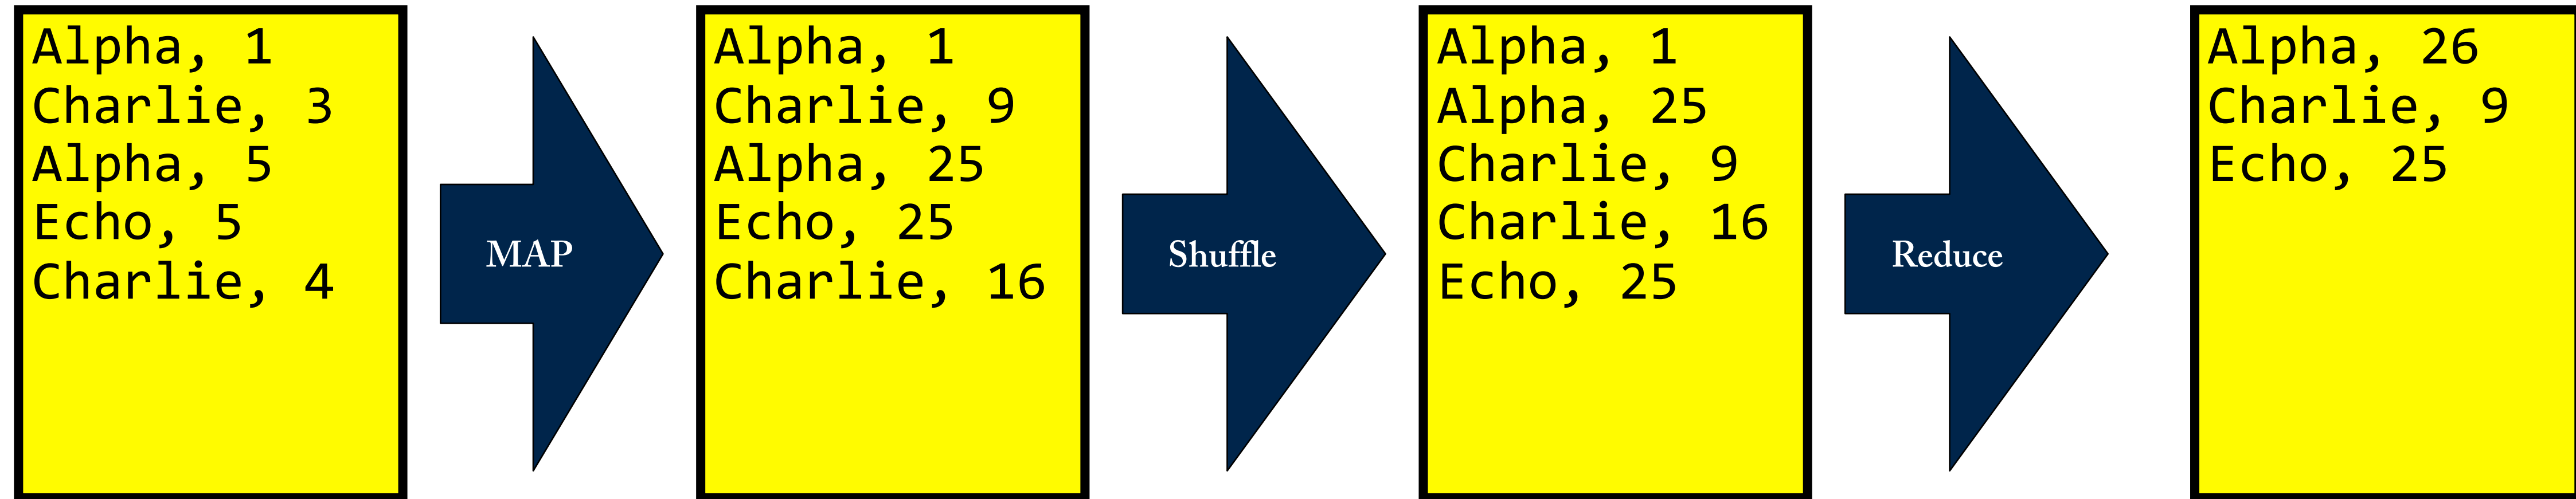 Alpha, 1
Charlie, 3
Alpha, 5
Echo, 5
Charlie, 4
MAP
Alpha, 1
Charlie, 9
Alpha, 25
Echo, 25
Charlie, 16
Shuffle
Alpha, 1
Alpha, 25
Charlie, 9
Charlie, 16
Echo, 25
Reduce
Alpha, 26
Charlie, 9
Echo, 25